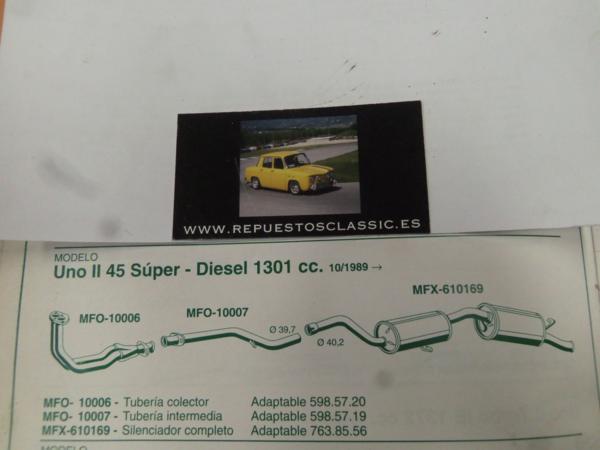 WWW.REPUESTOSCLASSIC.ES
MODELO
Uno II 45 Súper - Diesel 1301 cc. 10/1989 →
MFO-10006
MFO-10007
MFX-610169
Ø 39,7
Ø 40,2
MFO- 10006 - Tubería colector Adaptable 598.57.20
MFO- 10007 - Tubería intermedia Adaptable 598.57.19
MFX-610169 - Silenciador completo Adaptable 763.85.56
MODELO